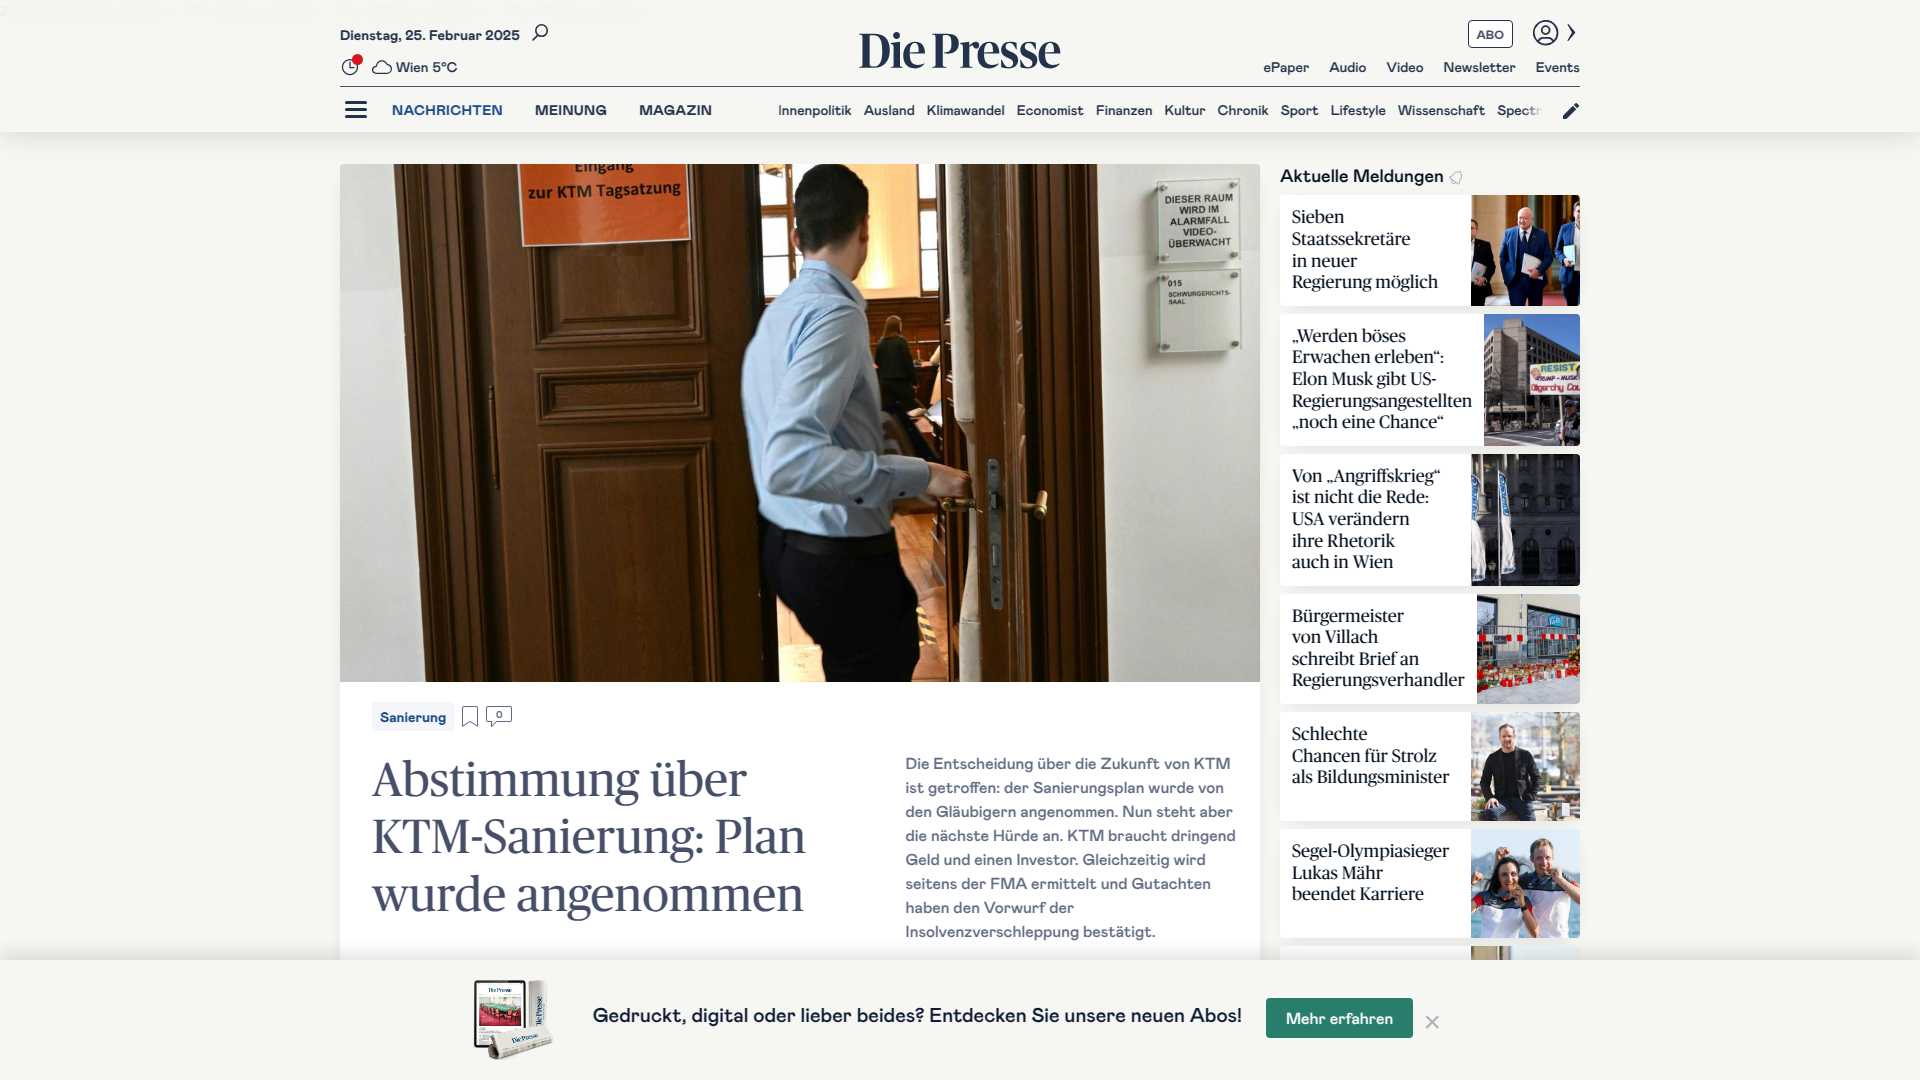 Dienstag, 25. Februar 2025
Wien 5°C
Die Presse
ABO
ePaper Audio Video Newsletter Events
NACHRICHTEN MEINUNG MAGAZIN
Innenpolitik Ausland Klimawandel Economist Finanzen Kultur Chronik Sport Lifestyle Wissenschaft Spectr
Eingang
zur KTM Tagsatzung
DIESER RAUM
WIRD IM
ALARMFALL
VIDEO-
ÜBERWACHT
015
SCHWURGERICHTS-
SAAL
Sanierung
0
Abstimmung über
KTM-Sanierung: Plan
wurde angenommen
Die Entscheidung über die Zukunft von KTM
ist getroffen: der Sanierungsplan wurde von
den Gläubigern angenommen. Nun steht aber
die nächste Hürde an. KTM braucht dringend
Geld und einen Investor. Gleichzeitig wird
seitens der FMA ermittelt und Gutachten
haben den Vorwurf der
Insolvenzverschleppung bestätigt.
Aktuelle Meldungen
Sieben
Staatssekretäre
in neuer
Regierung möglich
„Werden böses
Erwachen erleben“:
Elon Musk gibt US-
Regierungsangestellten
„noch eine Chance“
RESIST
Von „Angriffskrieg“
ist nicht die Rede:
USA verändern
ihre Rhetorik
auch in Wien
Bürgermeister
von Villach
schreibt Brief an
Regierungsverhandler
Schlechte
Chancen für Strolz
als Bildungsminister
Segel-Olympiasieger
Lukas Mähr
beendet Karriere
Die Presse
Die Presse
Die Presse
Gedruckt, digital oder lieber beides? Entdecken Sie unsere neuen Abos!
Mehr erfahren